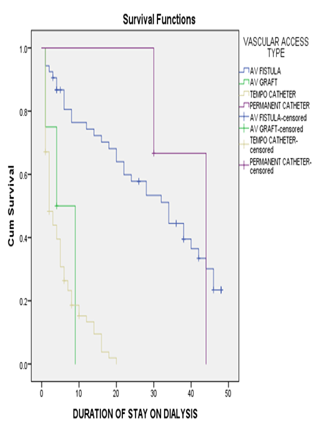 Survival Functions
VASCULAR ACCESS
TYPE
AV FISTULA
AV GRAFT
TEMPO CATHETER
PERMANENT CATHETER
AV FISTULA-censored
AV GRAFT-censored
TEMPO CATHETER-
censored
PERMANENT CATHETER-
censored
Cum Survival
1.0
0.8
0.6
0.4
0.2
0.0
0 10 20 30 40 50
DURATION OF STAY ON DIALYSIS